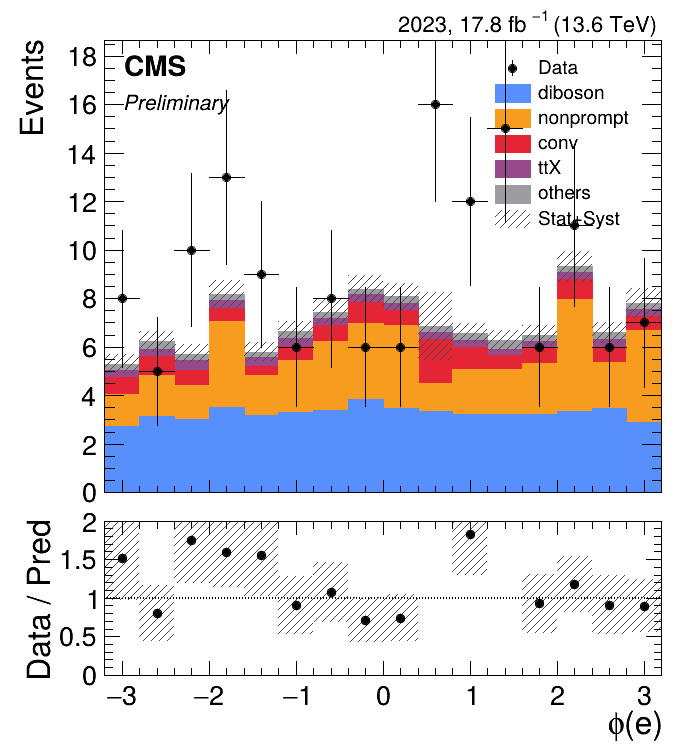 2023, 17.8 fb⁻¹ (13.6 TeV)
CMS
Preliminary
Events
18
16
14
12
10
8
6
4
2
0
Data
diboson
nonprompt
conv
ttX
others
Stat+Syst
Data / Pred
2
1.5
1
0.5
0
−3 −2 −1 0 1 2 3
ϕ(e)